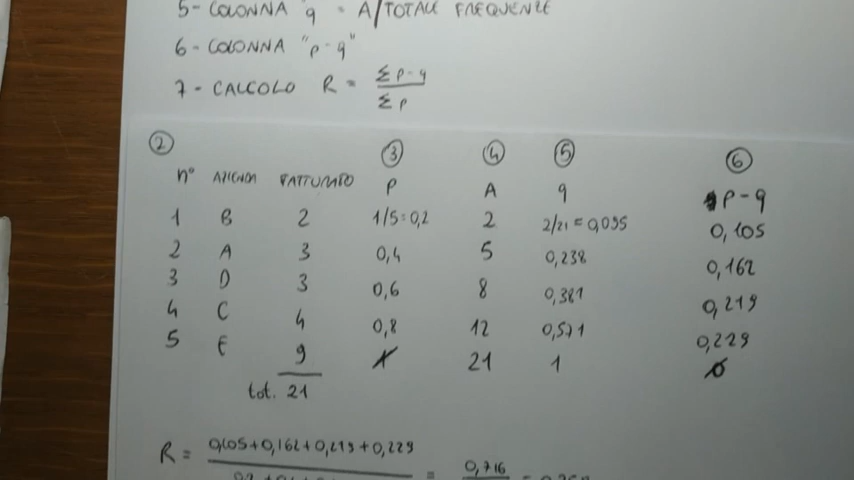 5- COLONNA "q" = A/TOTALE FREQUENZE
6- COLONNA "p-q"
7- CALCOLO R = Σ p-q / Σ p
② ③ ④ ⑤ ⑥
n° AZIENDA FATTURATO P A q p-q
1 B 2 1/5=0,2 2 2/21=0,095 0,105
2 A 3 0,4 5 0,238 0,162
3 D 3 0,6 8 0,381 0,219
4 C 4 0,8 12 0,571 0,229
5 E 9 1 21 1 0
tot. 21
R = 0,105+0,162+0,219+0,229 = 0,716